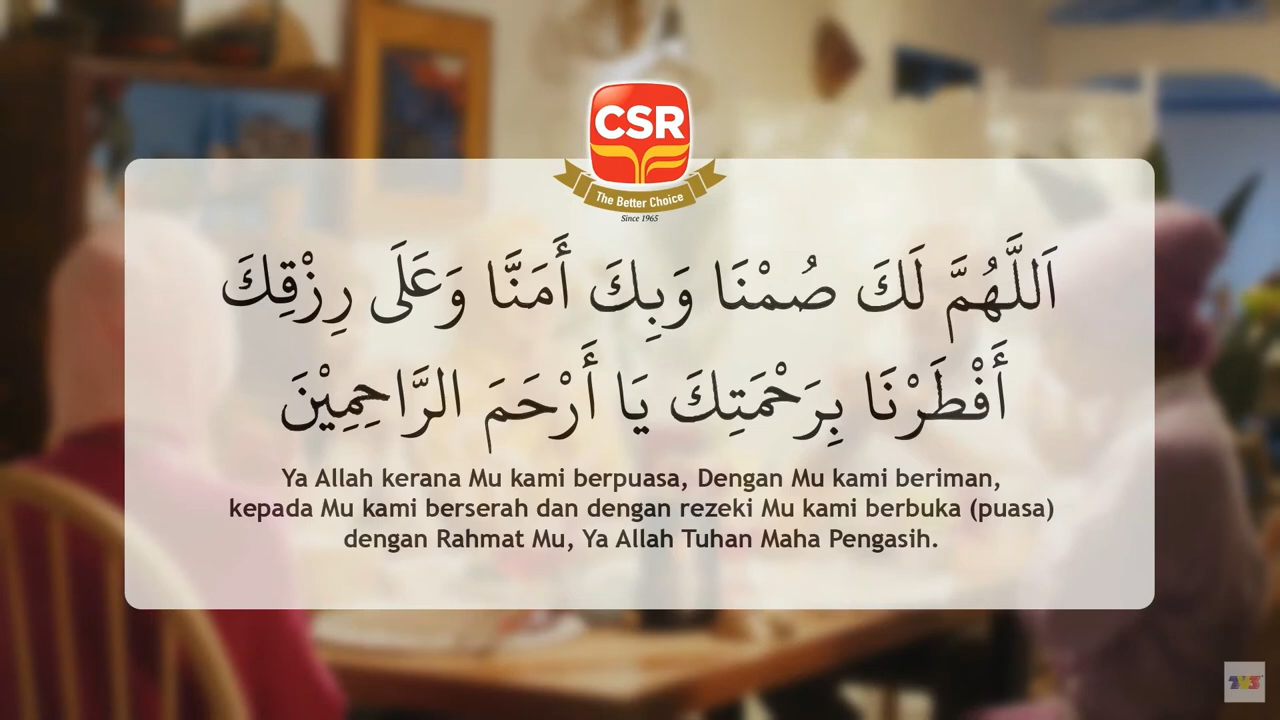 CSR
The Better Choice
Since 1965
اَللَّهُمَّ لَكَ صُمْنَا وَبِكَ أَمَنَّا وَعَلَى رِزْقِكَ
أَفْطَرْنَا بِرَحْمَتِكَ يَا أَرْحَمَ الرَّاحِمِيْنَ
Ya Allah kerana Mu kami berpuasa, Dengan Mu kami beriman,
kepada Mu kami berserah dan dengan rezeki Mu kami berbuka (puasa)
dengan Rahmat Mu, Ya Allah Tuhan Maha Pengasih.
TV3